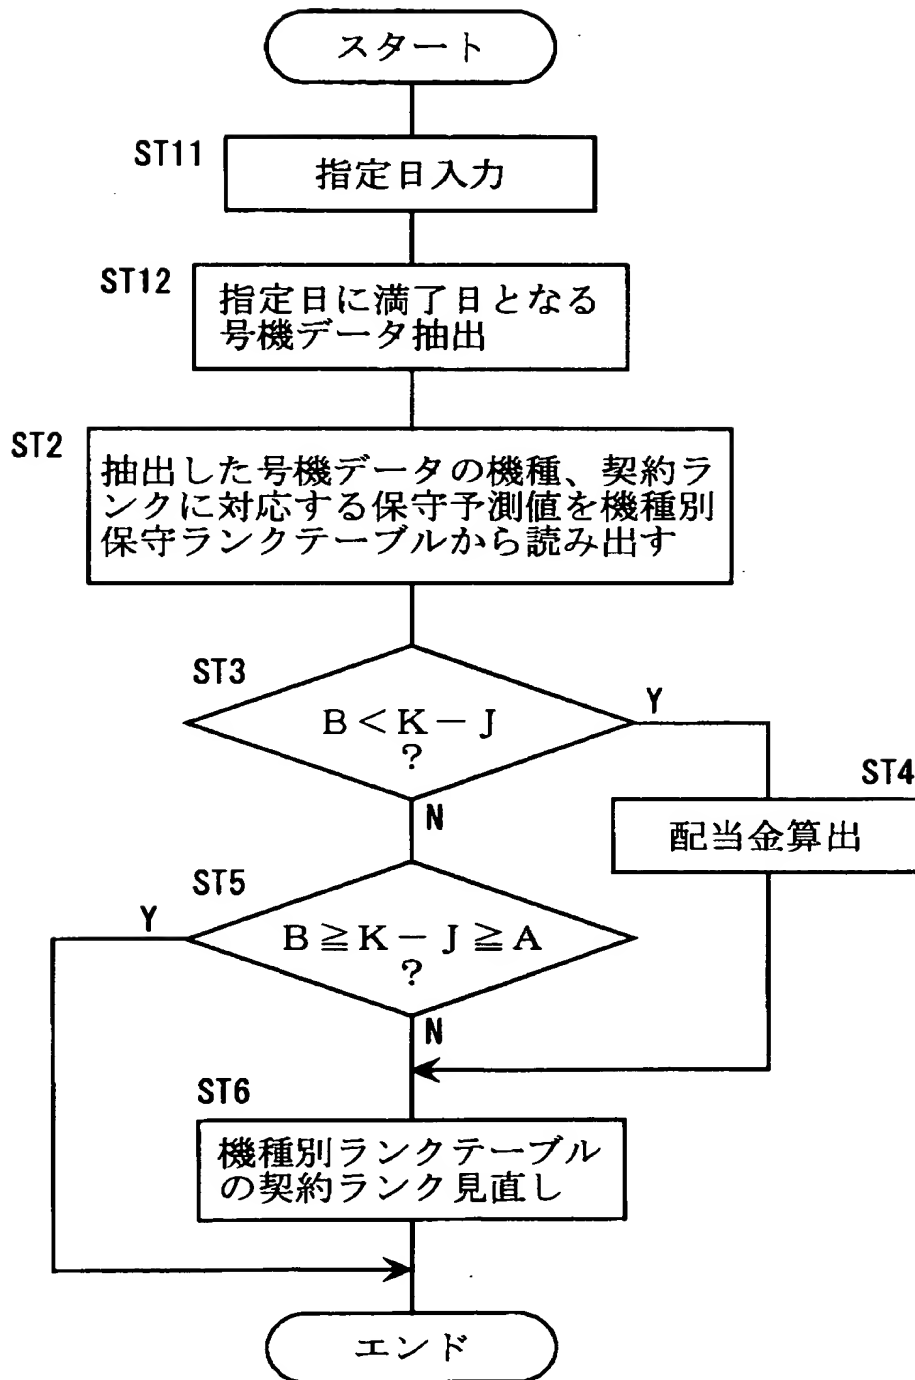 スタート
ST11
指定日入力
ST12
指定日に満了日となる
号機データ抽出
ST2
抽出した号機データの機種、契約ラ
ンクに対応する保守予測値を機種別
保守ランクテーブルから読み出す
ST3
B<K-J
?
Y
N
ST4
配当金算出
ST5
Y
B≧K-J≧A
?
N
ST6
機種別ランクテーブル
の契約ランク見直し
エンド